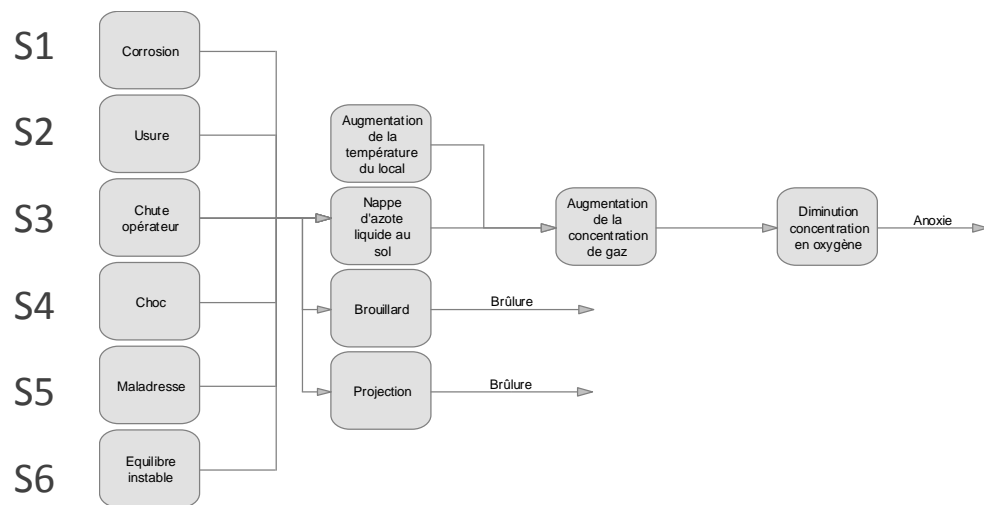 S1
Corrosion
S2
Usure
Augmentation
de la
température
du local
S3
Chute
opérateur
Nappe
d'azote
liquide au
sol
Augmentation
de la
concentration
de gaz
Diminution
concentration
en oxygène
Anoxie
S4
Choc
Brouillard
Brûlure
S5
Maladresse
Projection
Brûlure
S6
Equilibre
instable